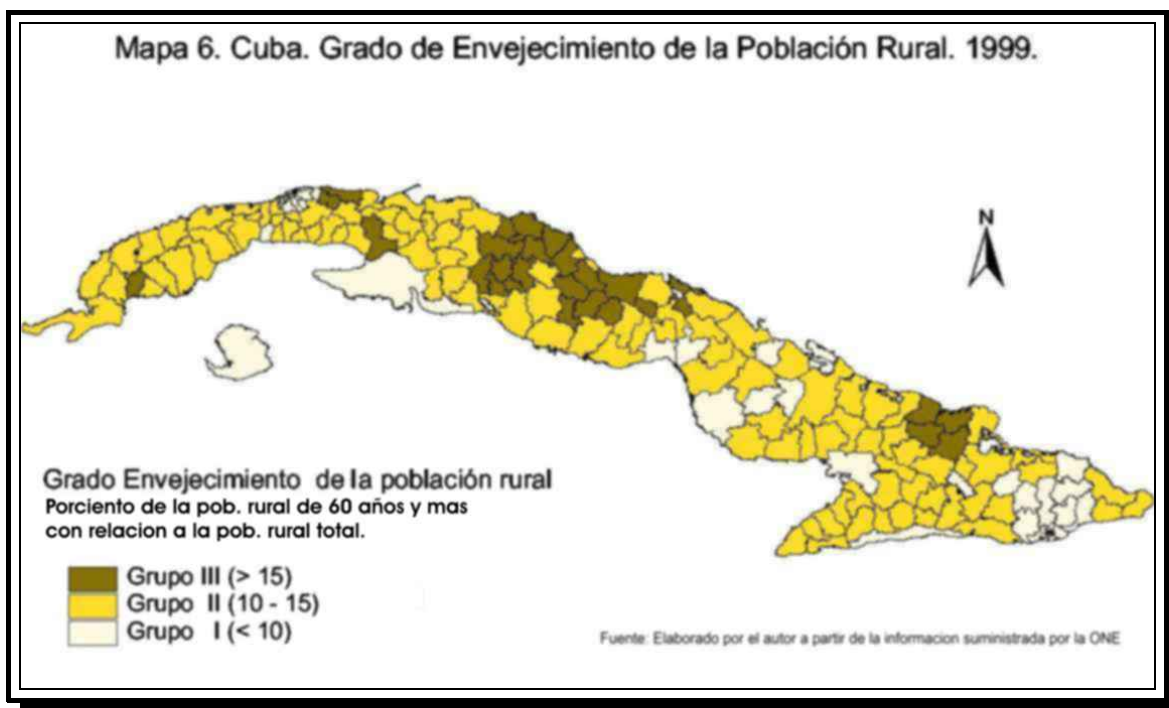 Mapa 6. Cuba. Grado de Envejecimiento de la Población Rural. 1999.
N
Grado Envejecimiento de la población rural
Porciento de la pob. rural de 60 años y mas
con relacion a la pob. rural total.
Grupo III (> 15)
Grupo II (10 - 15)
Grupo I (< 10)
Fuente: Elaborado por el autor a partir de la informacion suministrada por la ONE